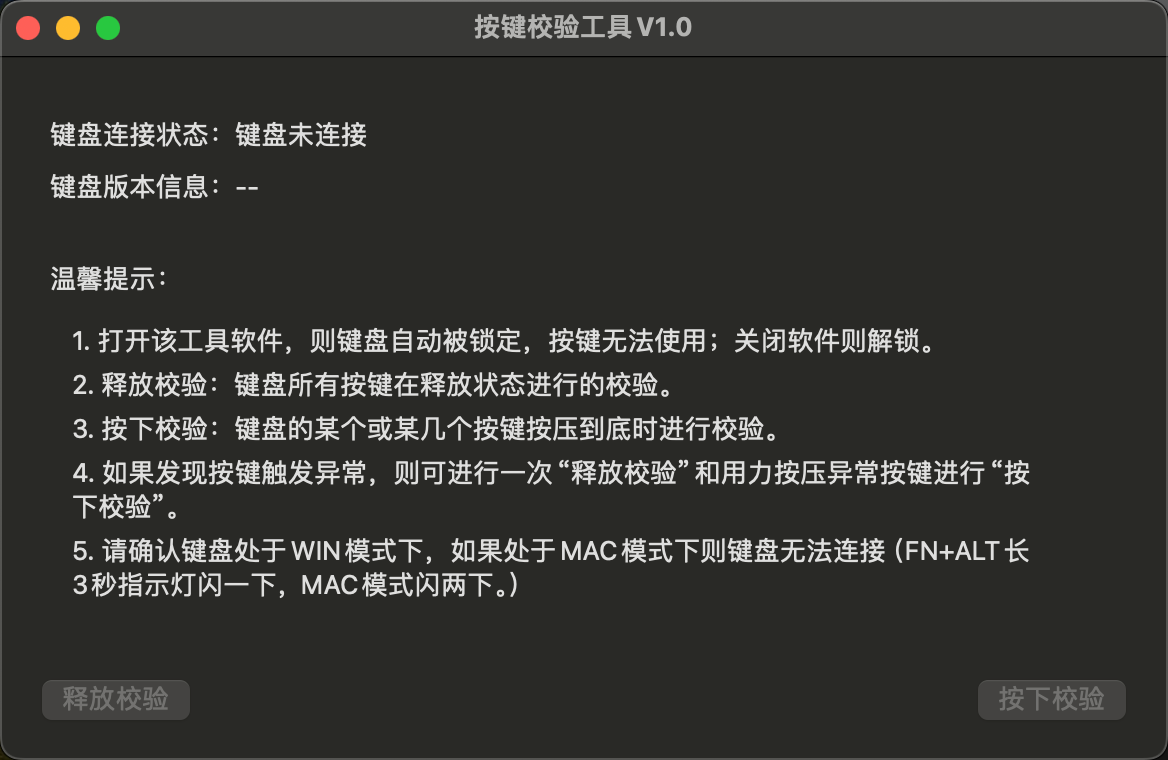 按键校验工具 V1.0
键盘连接状态：键盘未连接
键盘版本信息：--
温馨提示：
1. 打开该工具软件，则键盘自动被锁定，按键无法使用；关闭软件则解锁。
2. 释放校验：键盘所有按键在释放状态进行的校验。
3. 按下校验：键盘的某个或某几个按键按压到底时进行校验。
4. 如果发现按键触发异常，则可进行一次“释放校验”和用力按压异常按键进行“按
下校验”。
5. 请确认键盘处于 WIN 模式下，如果处于 MAC 模式下则键盘无法连接（FN+ALT 长
3 秒指示灯闪一下，MAC 模式闪两下。）
释放校验
按下校验